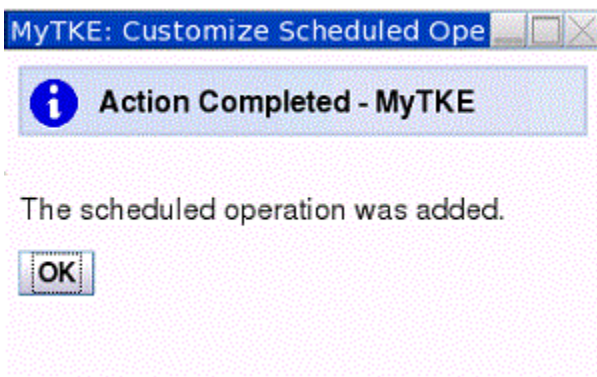 MyTKE: Customize Scheduled Ope
Action Completed - MyTKE
The scheduled operation was added.
OK